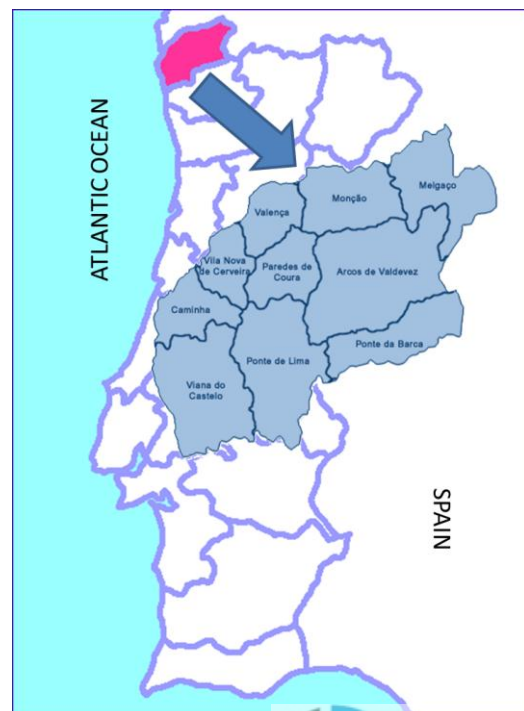 ATLANTIC OCEAN
Melgaço
Monção
Valença
Vila Nova
de Cerveira
Paredes de
Coura
Arcos de Valdevez
Caminha
Ponte da Barca
Ponte de Lima
Viana do
Castelo
SPAIN